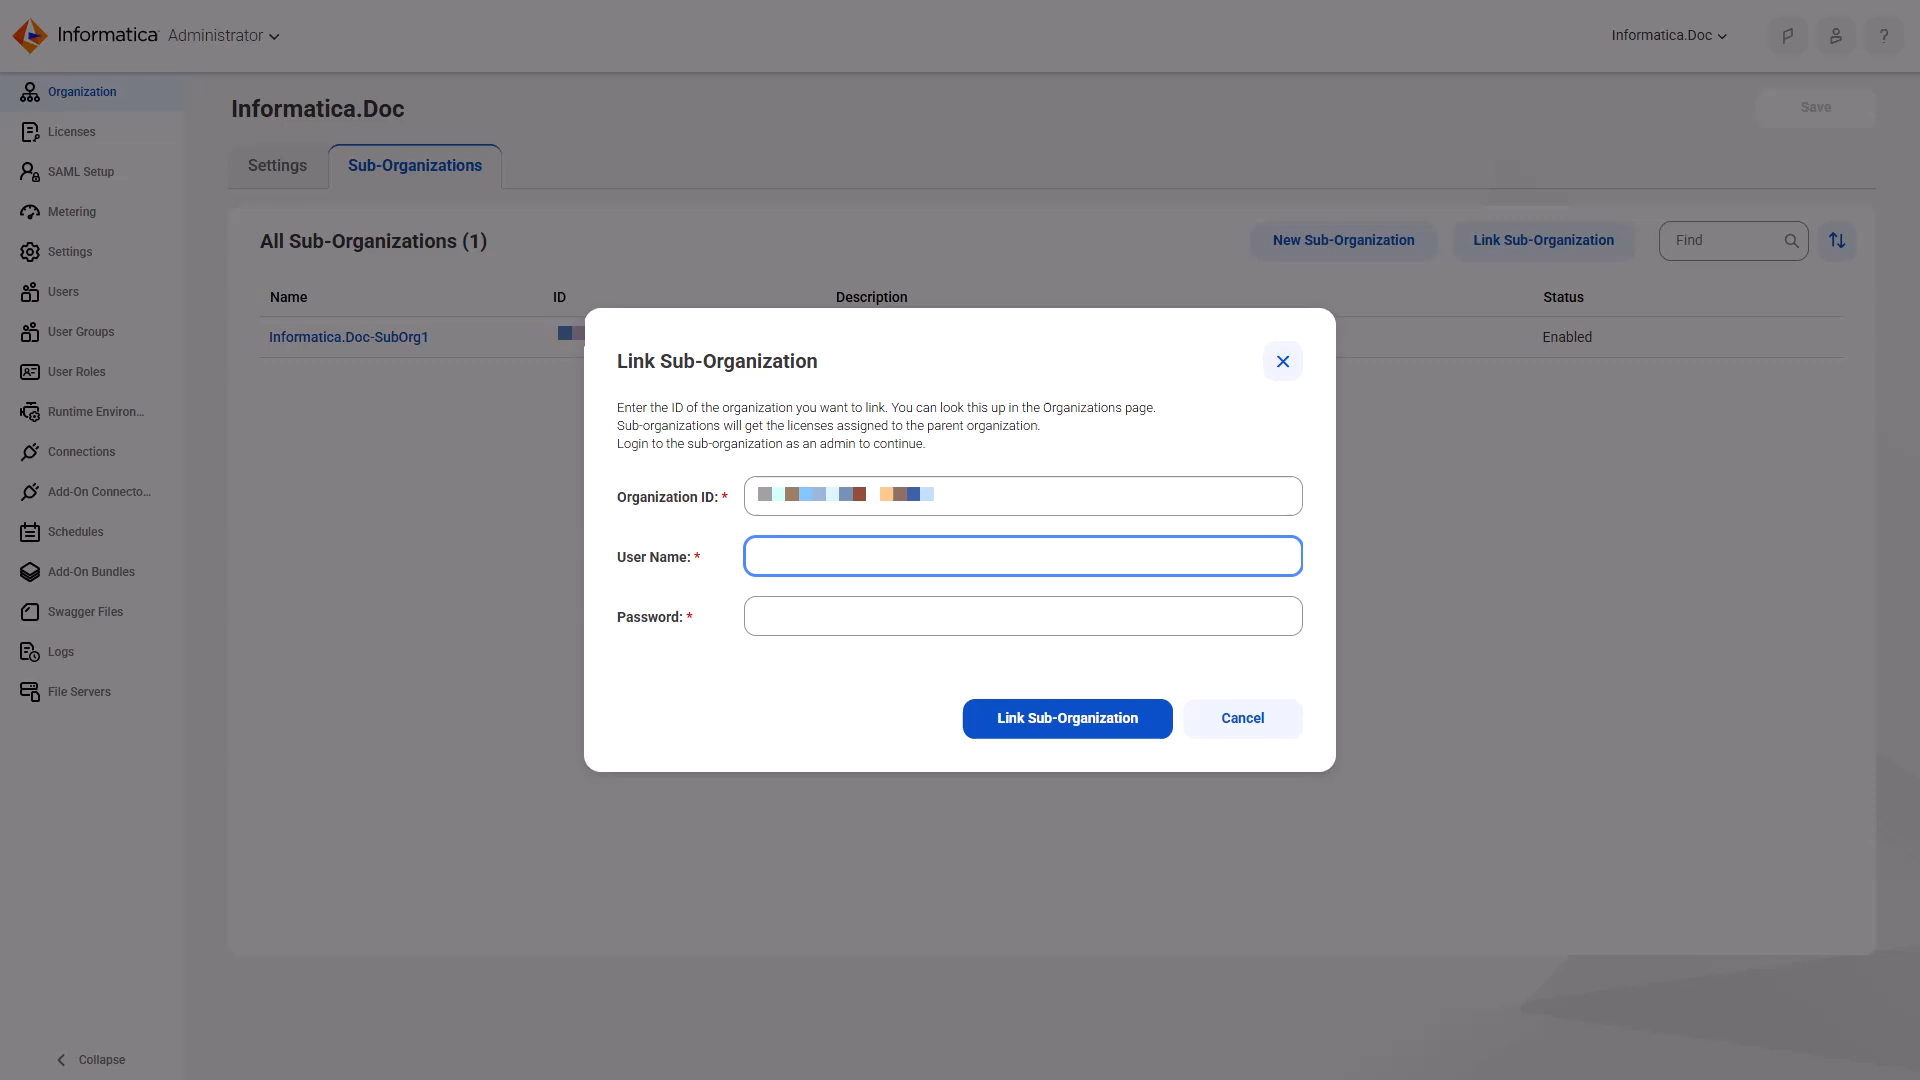 Informatica
Administrator
Informatica.Doc
?
Organization
Licenses
SAML Setup
Metering
Settings
Users
User Groups
User Roles
Runtime Environ...
Connections
Add-On Connecto...
Schedules
Add-On Bundles
Swagger Files
Logs
File Servers
Collapse
Informatica.Doc
Save
Settings
Sub-Organizations
All Sub-Organizations (1)
New Sub-Organization
Link Sub-Organization
Find
Name ID Description Status
Informatica.Doc-SubOrg1 Enabled
Link Sub-Organization
Enter the ID of the organization you want to link. You can look this up in the Organizations page.
Sub-organizations will get the licenses assigned to the parent organization.
Login to the sub-organization as an admin to continue.
Organization ID: *
User Name: *
Password: *
Link Sub-Organization
Cancel